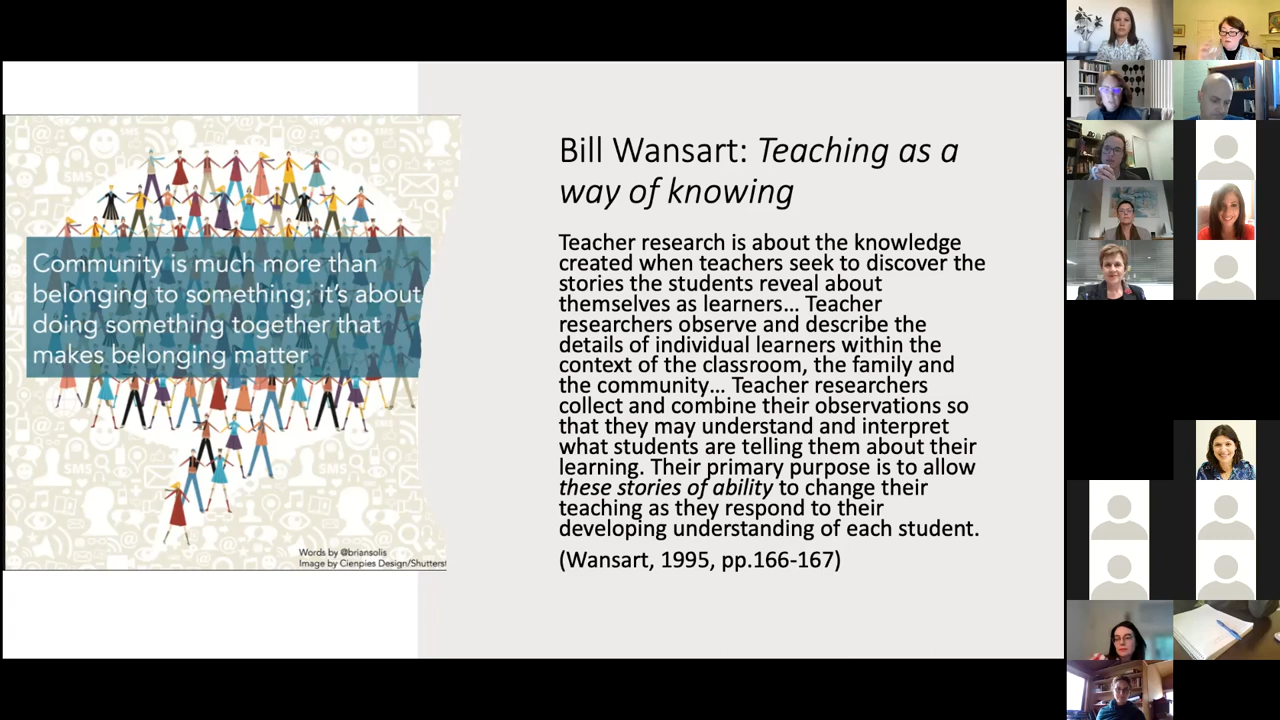 Community is much more than
belonging to something; it's about
doing something together that
makes belonging matter
Words by @briansolis
Image by Cienpies Design/Shutterst
Bill Wansart: Teaching as a
way of knowing
Teacher research is about the knowledge
created when teachers seek to discover the
stories the students reveal about
themselves as learners... Teacher
researchers observe and describe the
details of individual learners within the
context of the classroom, the family and
the community... Teacher researchers
collect and combine their observations so
that they may understand and interpret
what students are telling them about their
learning. Their primary purpose is to allow
these stories of ability to change their
teaching as they respond to their
developing understanding of each student.
(Wansart, 1995, pp.166-167)
SMS
SMS
SMS